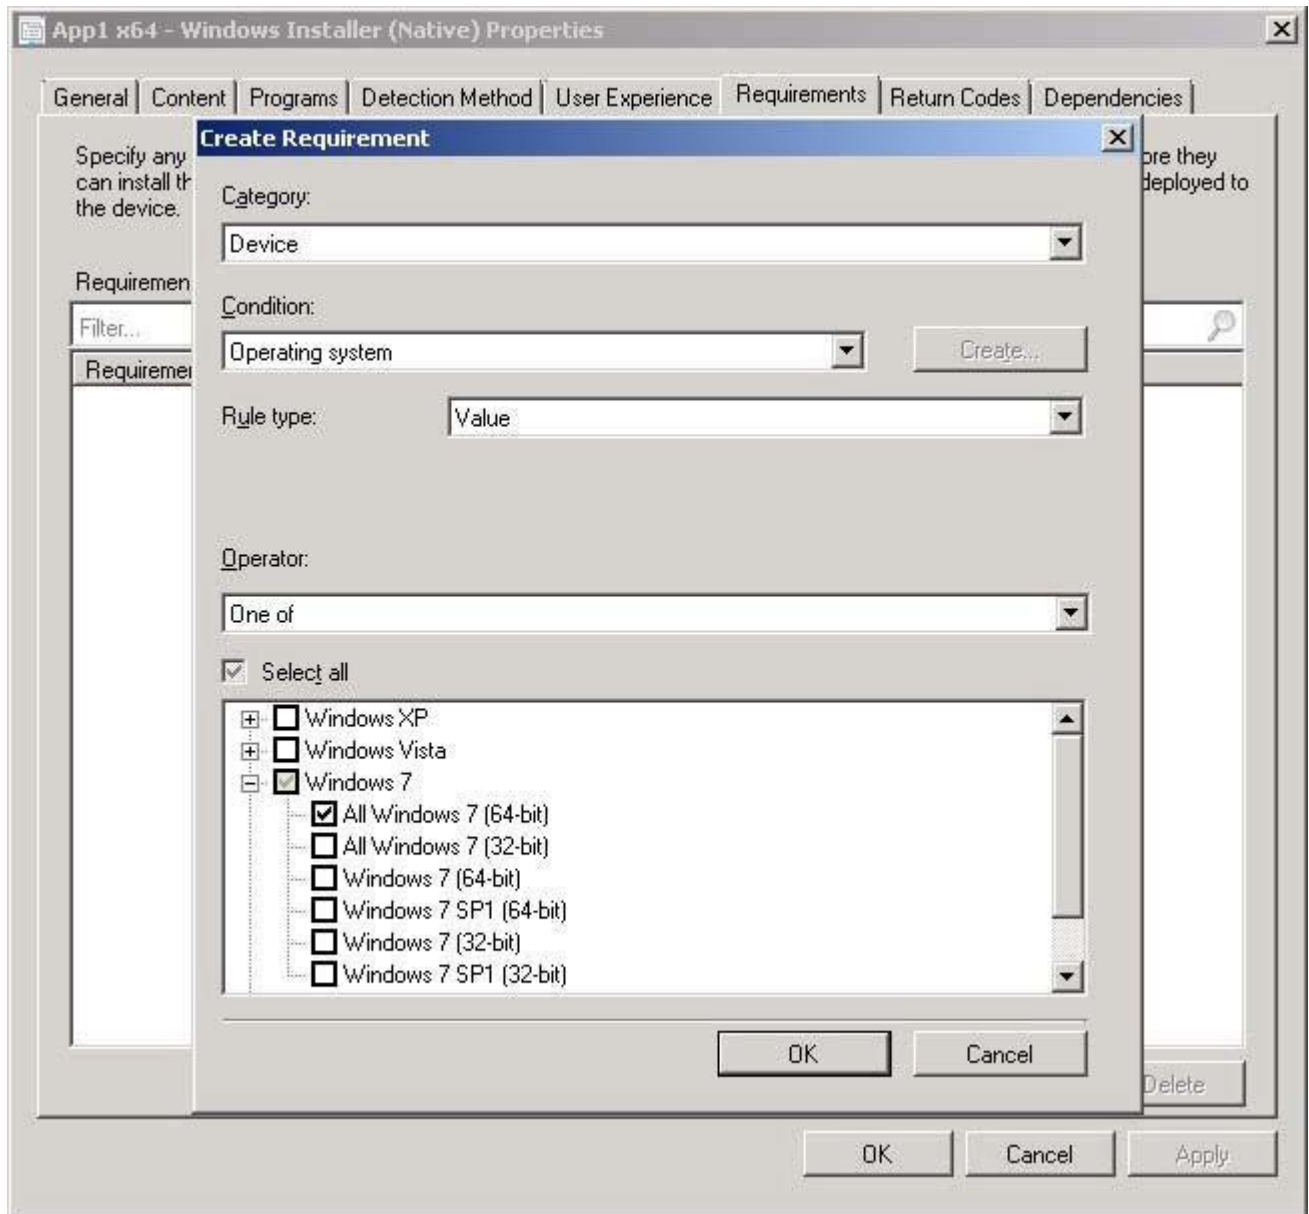 App1 x64 - Windows Installer (Native) Properties
General Content Programs Detection Method User Experience Requirements Return Codes Dependencies
Create Requirement
Specify any
can install
the device.
they
deployed to
Category:
Device
Requiremen
Condition:
Filter...
Operating system
Create...
Requiremer
Rule type:
Value
Operator:
One of
Select all
Windows XP
Windows Vista
Windows 7
All Windows 7 (64-bit)
All Windows 7 (32-bit)
Windows 7 (64-bit)
Windows 7 SP1 (64-bit)
Windows 7 (32-bit)
Windows 7 SP1 (32-bit)
OK Cancel
Delete
OK Cancel Apply